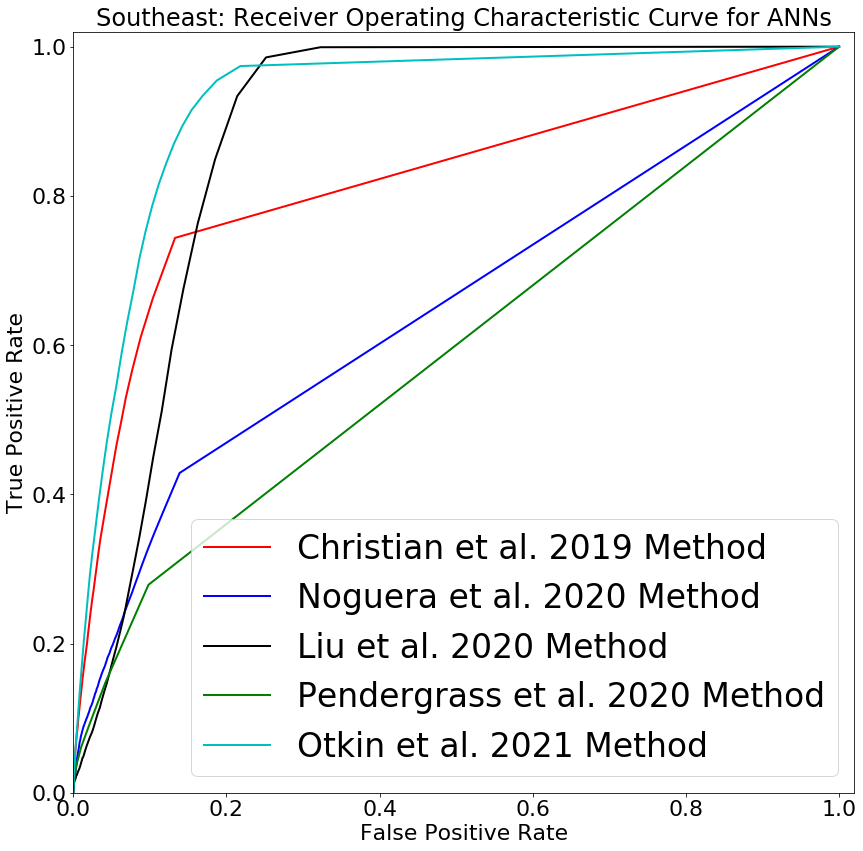 Southeast: Receiver Operating Characteristic Curve for ANNs
True Positive Rate
1.0
0.8
0.6
0.4
0.2
0.0
Christian et al. 2019 Method
Noguera et al. 2020 Method
Liu et al. 2020 Method
Pendergrass et al. 2020 Method
Otkin et al. 2021 Method
0.0 0.2 0.4 0.6 0.8 1.0
False Positive Rate